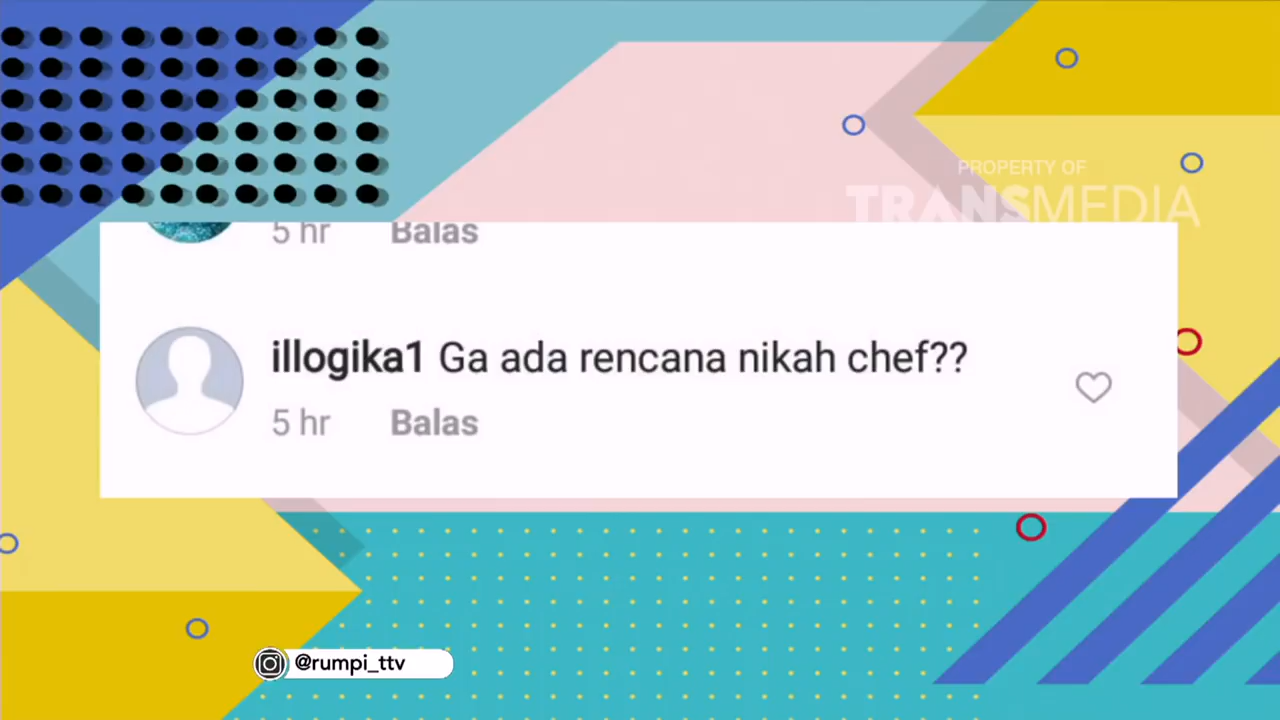 PROPERTY OF
TRANSMEDIA
5 hr Balas
illogika1 Ga ada rencana nikah chef??
5 hr Balas
@rumpi_ttv